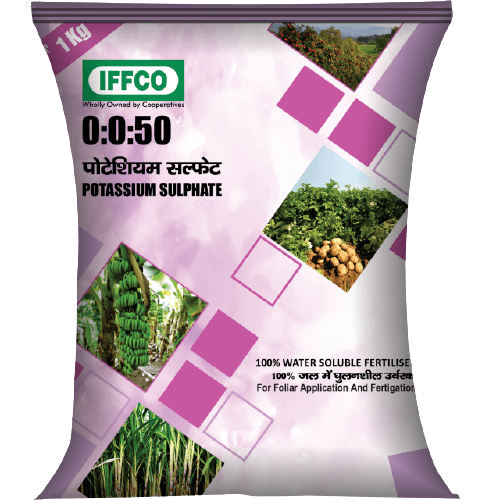 1 Kg
IFFCO
Wholly Owned by Cooperatives
0:0:50
पोटेशियम सल्फेट
POTASSIUM SULPHATE
100% WATER SOLUBLE FERTILISE
100% जल में घुलनशील उर्वरक
For Foliar Application And Fertigation